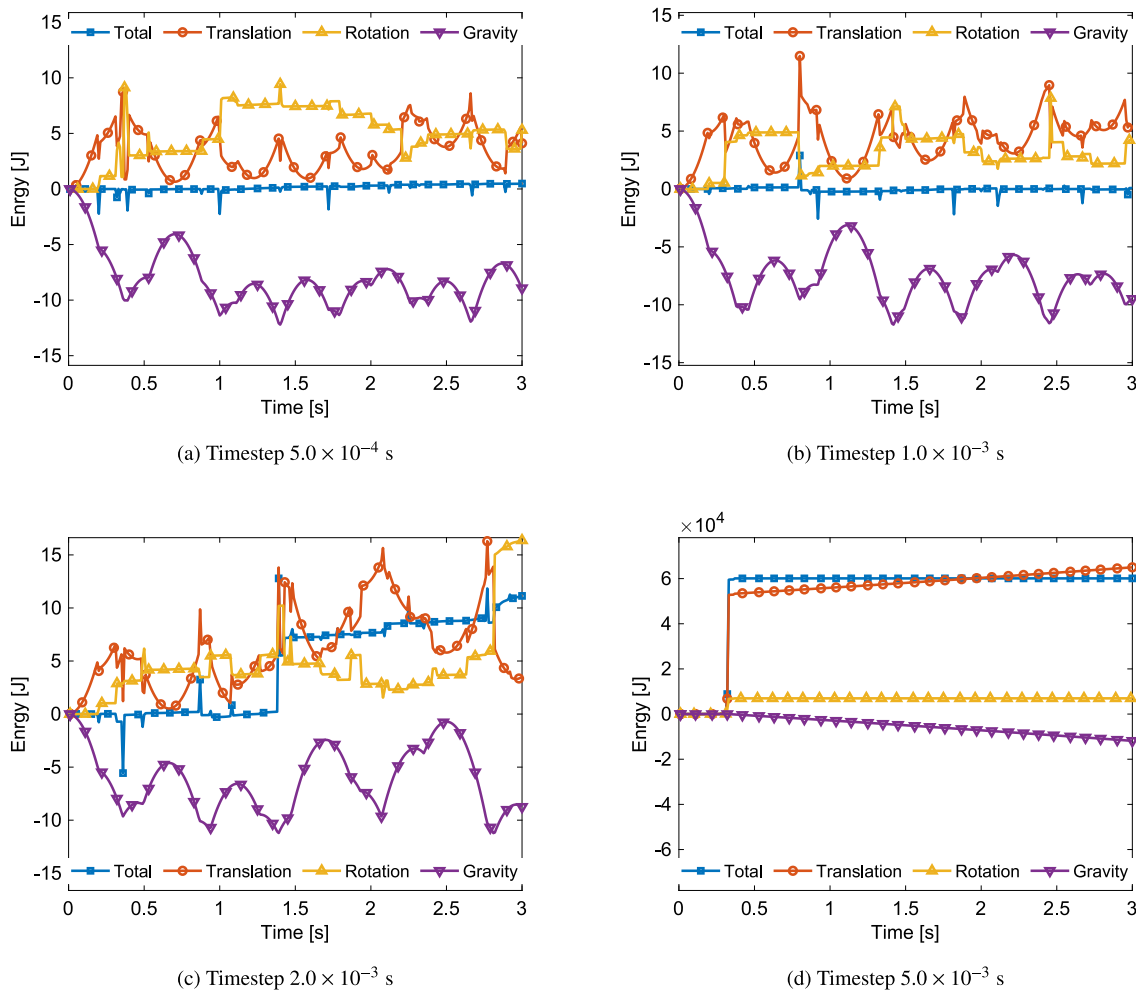 15
Total Translation Rotation Gravity
10
5
0
-5
-10
-15
Enrgy [J]
0 0.5 1 1.5 2 2.5 3
Time [s]
(a) Timestep 5.0 × 10⁻⁴ s
15
Total Translation Rotation Gravity
10
5
0
-5
-10
-15
Enrgy [J]
0 0.5 1 1.5 2 2.5 3
Time [s]
(b) Timestep 1.0 × 10⁻³ s
15
10
5
0
-5
-10
-15
Enrgy [J]
Total Translation Rotation Gravity
0 0.5 1 1.5 2 2.5 3
Time [s]
(c) Timestep 2.0 × 10⁻³ s
×10⁴
6
4
2
0
-2
-4
-6
Enrgy [J]
Total Translation Rotation Gravity
0 0.5 1 1.5 2 2.5 3
Time [s]
(d) Timestep 5.0 × 10⁻³ s